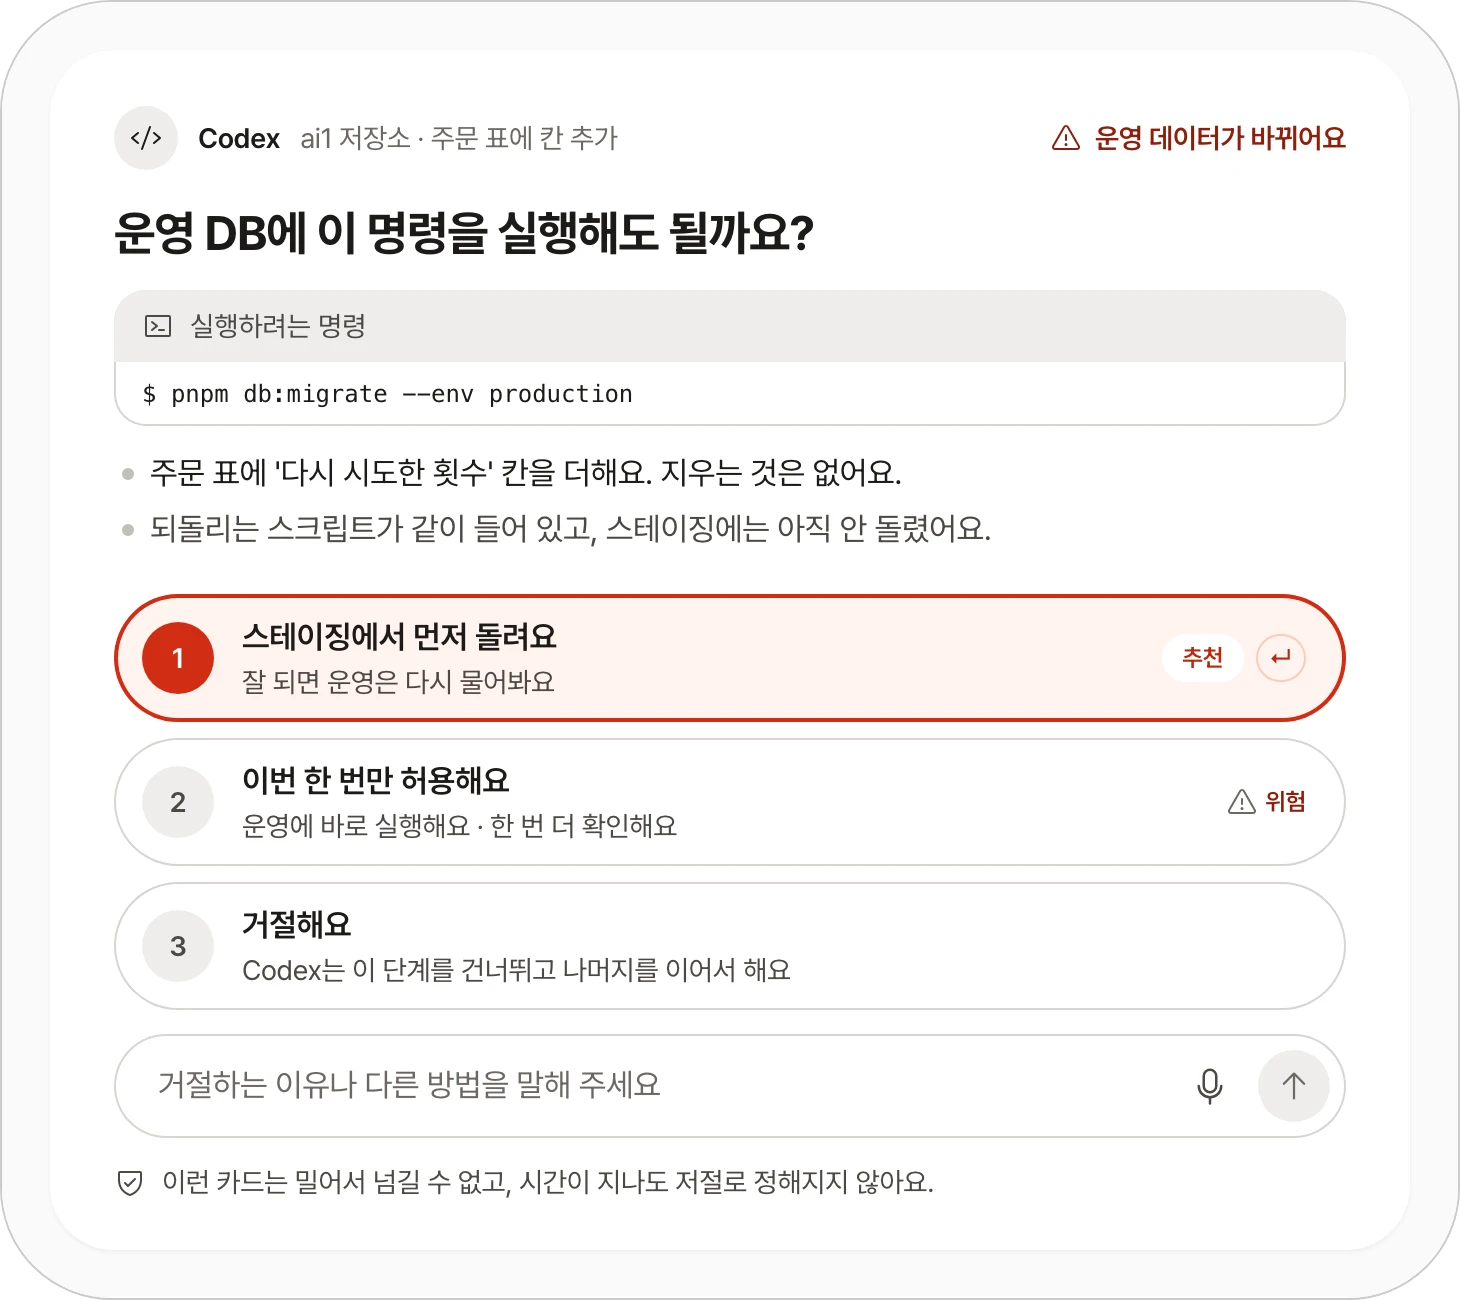 Codex ai1 저장소 · 주문 표에 칸 추가
운영 데이터가 바뀌어요
운영 DB에 이 명령을 실행해도 될까요?
실행하려는 명령
$ pnpm db:migrate --env production
주문 표에 '다시 시도한 횟수' 칸을 더해요. 지우는 것은 없어요.
되돌리는 스크립트가 같이 들어 있고, 스테이징에는 아직 안 돌렸어요.
1
스테이징에서 먼저 돌려요
잘 되면 운영은 다시 물어봐요
추천
2
이번 한 번만 허용해요
운영에 바로 실행해요 · 한 번 더 확인해요
위험
3
거절해요
Codex는 이 단계를 건너뛰고 나머지를 이어서 해요
거절하는 이유나 다른 방법을 말해 주세요
이런 카드는 밀어서 넘길 수 없고, 시간이 지나도 저절로 정해지지 않아요.